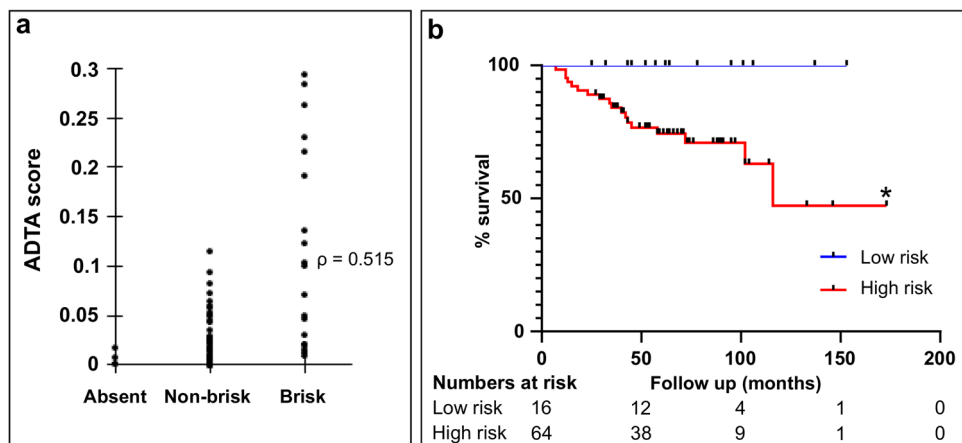 a
ADTA score
0.3
0.25
0.2
0.15
0.1
0.05
0
ρ = 0.515
Absent Non-brisk Brisk
b
% survival
100
50
0
*
Low risk
High risk
0 50 100 150 200
Numbers at risk Follow up (months)
Low risk 16 12 4 1 0
High risk 64 38 9 1 0